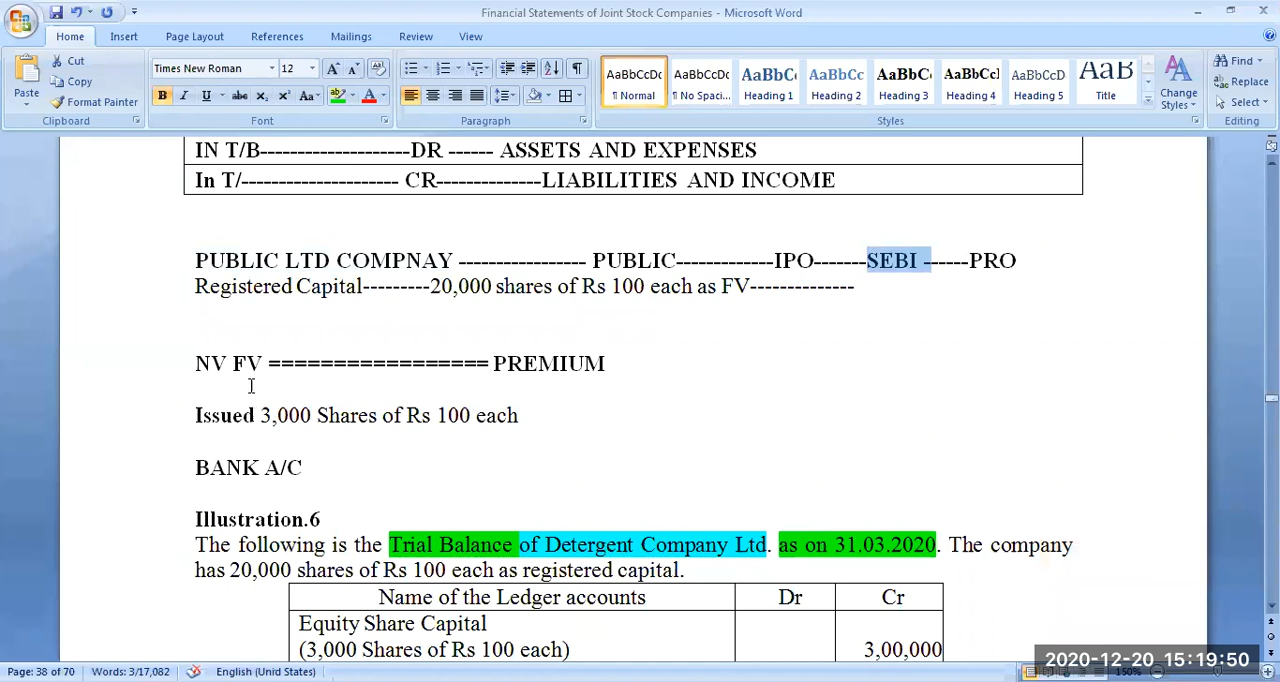 Financial Statements of Joint Stock Companies - Microsoft Word
Home Insert Page Layout References Mailings Review View
Paste
Cut
Copy
Format Painter
Clipboard
Times New Roman 12
B I U abc X₂ X² Aa
Font
Paragraph
AaBbCcDc AaBbCcDc AaBbC AaBbCc AaBbCc AaBbCcl AaBbCcD AaB
Normal No Spaci... Heading 1 Heading 2 Heading 3 Heading 4 Heading 5 Title
Change Styles
Styles
Find
Replace
Select
Editing
IN T/B--------------------DR ------ ASSETS AND EXPENSES
In T/--------------------- CR--------------LIABILITIES AND INCOME
PUBLIC LTD COMPNAY ----------------- PUBLIC-------------IPO-------SEBI ------PRO
Registered Capital---------20,000 shares of Rs 100 each as FV--------------
NV FV ================= PREMIUM
Issued 3,000 Shares of Rs 100 each
BANK A/C
Illustration.6
The following is the Trial Balance of Detergent Company Ltd. as on 31.03.2020. The company
has 20,000 shares of Rs 100 each as registered capital.
Name of the Ledger accounts Dr Cr
Equity Share Capital
(3,000 Shares of Rs 100 each) 3,00,000
Page: 38 of 70 Words: 3/17,082 English (Unid States) 150%
2020-12-20 15:19:50